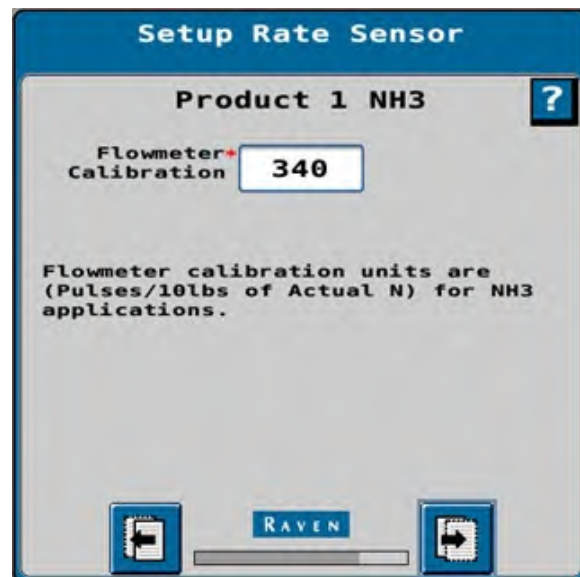 Setup Rate Sensor
Product 1 NH3
?
Flowmeter*
Calibration
340
Flowmeter calibration units are
(Pulses/10lbs of Actual N) for NH3
applications.
RAVEN